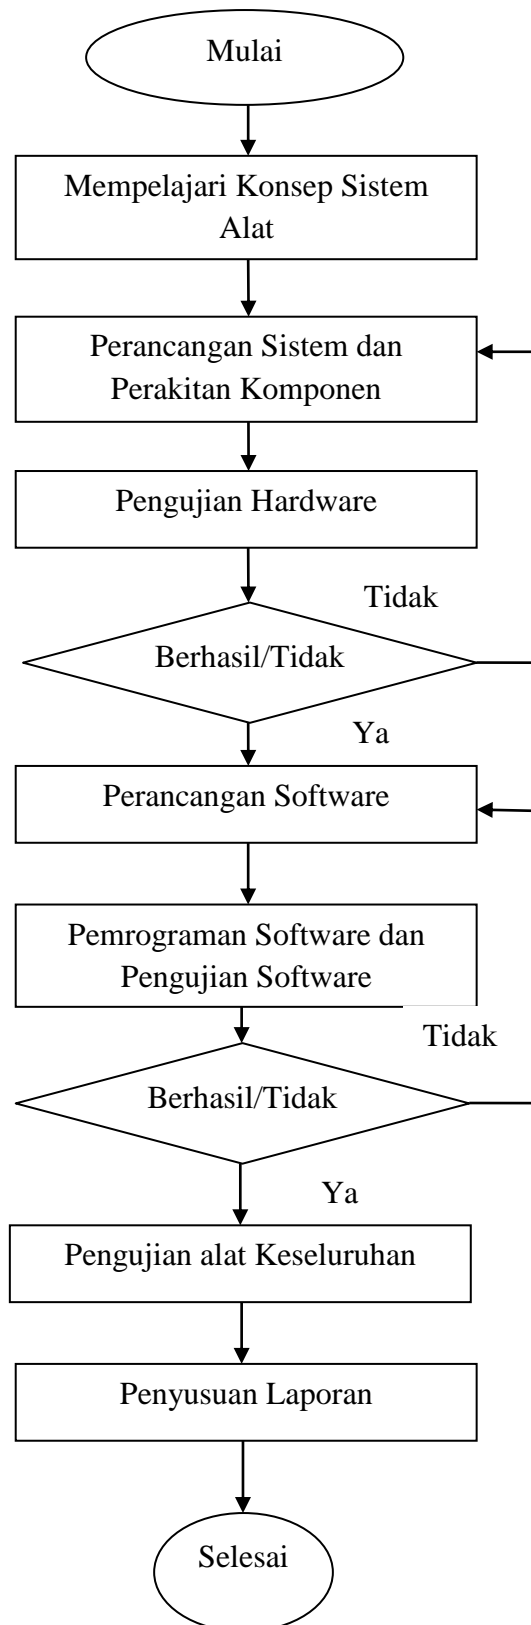 Mulai
Mempelajari Konsep Sistem
Alat
Perancangan Sistem dan
Perakitan Komponen
Pengujian Hardware
Tidak
Berhasil/Tidak
Ya
Perancangan Software
Pemrograman Software dan
Pengujian Software
Tidak
Berhasil/Tidak
Ya
Pengujian alat Keseluruhan
Penyusuan Laporan
Selesai